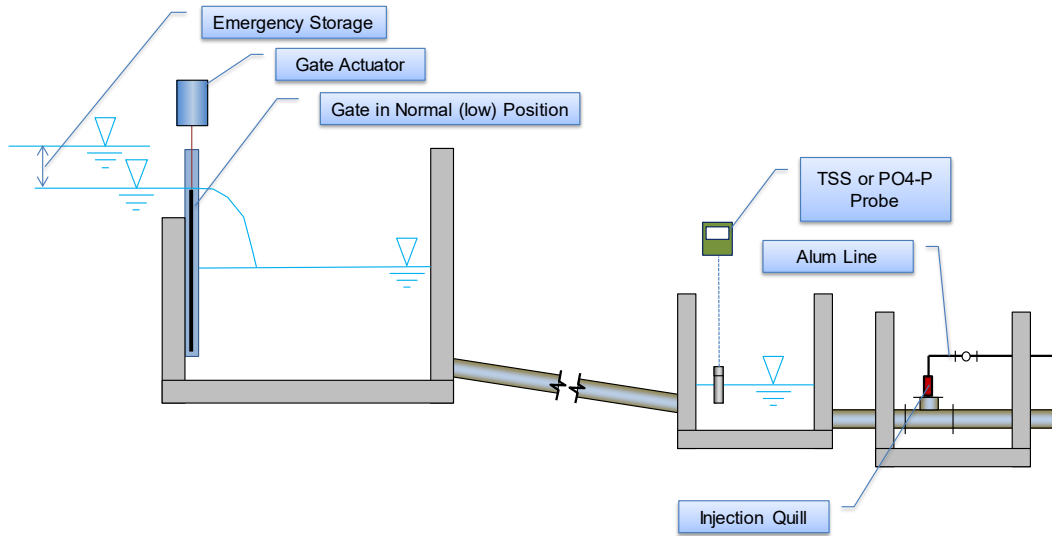 Emergency Storage
Gate Actuator
Gate in Normal (low) Position
TSS or PO4-P
Probe
Alum Line
Injection Quill